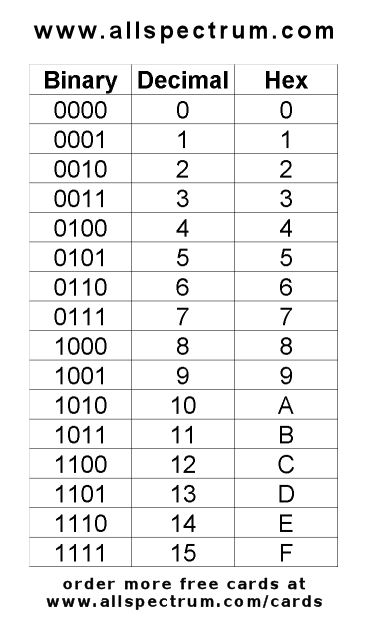 www.allspectrum.com
Binary Decimal Hex
0000 0 0
0001 1 1
0010 2 2
0011 3 3
0100 4 4
0101 5 5
0110 6 6
0111 7 7
1000 8 8
1001 9 9
1010 10 A
1011 11 B
1100 12 C
1101 13 D
1110 14 E
1111 15 F
order more free cards at
www.allspectrum.com/cards